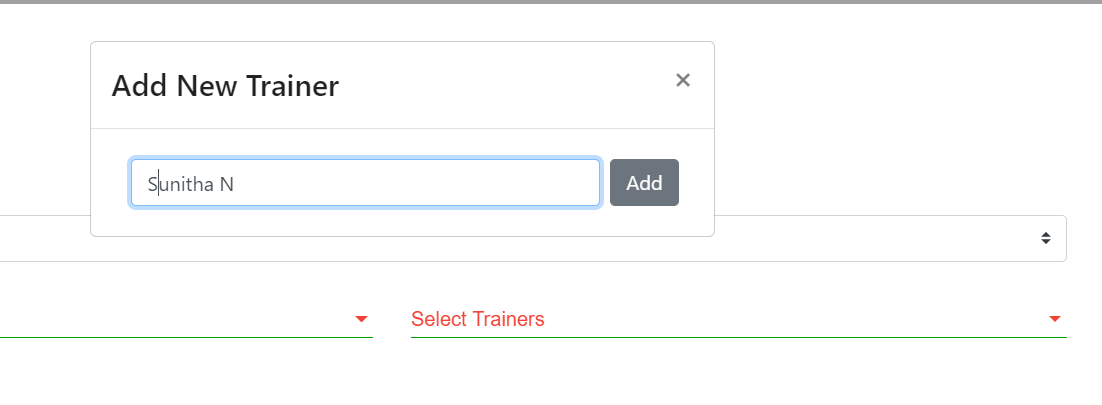 Add New Trainer ×
Sunitha N Add
Select Trainers